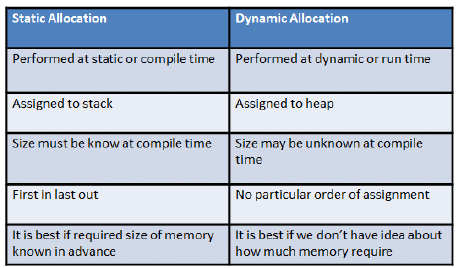 Static Allocation
Dynamic Allocation
Performed at static or compile time
Performed at dynamic or run time
Assigned to stack
Assigned to heap
Size must be know at compile time
Size may be unknown at compile
time
First in last out
No particular order of assignment
It is best if required size of memory
known in advance
It is best if we don't have idea about
how much memory require